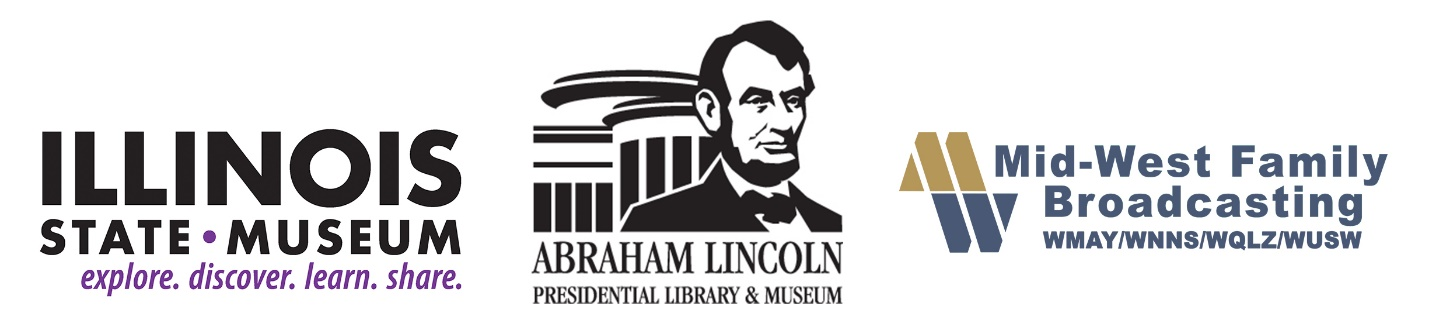 ILLINOIS
STATE • MUSEUM
explore. discover. learn. share.
ABRAHAM LINCOLN
PRESIDENTIAL LIBRARY & MUSEUM
Mid-West Family
Broadcasting
WMAY/WNNS/WQLZ/WUSW